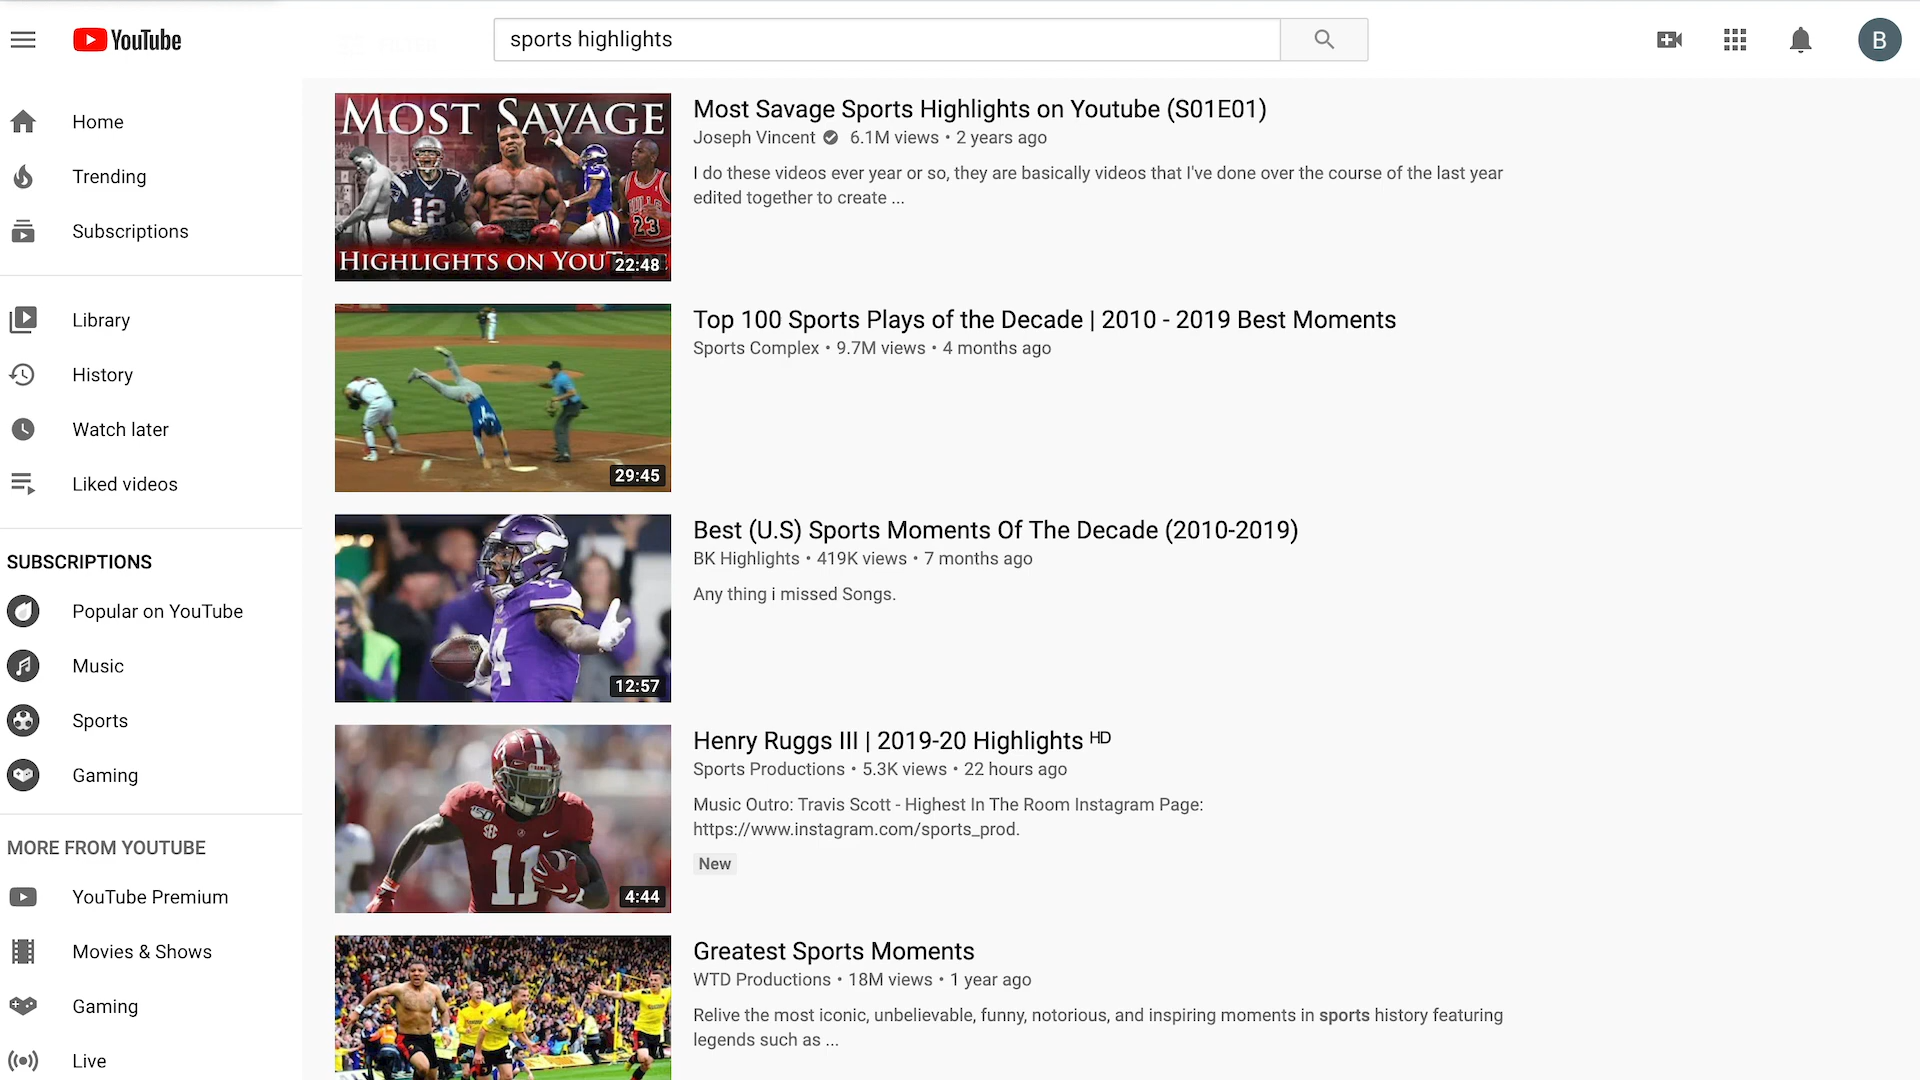 YouTube
sports highlights
B
Home
Trending
Subscriptions
Library
History
Watch later
Liked videos
SUBSCRIPTIONS
Popular on YouTube
Music
Sports
Gaming
MORE FROM YOUTUBE
YouTube Premium
Movies & Shows
Gaming
Live
MOST SAVAGE
12
BULLS
23
HIGHLIGHTS ON YOUT
22:48
Most Savage Sports Highlights on Youtube (S01E01)
Joseph Vincent 6.1M views • 2 years ago
I do these videos ever year or so, they are basically videos that I've done over the course of the last year
edited together to create ...
29:45
Top 100 Sports Plays of the Decade | 2010 - 2019 Best Moments
Sports Complex • 9.7M views • 4 months ago
4
12:57
Best (U.S) Sports Moments Of The Decade (2010-2019)
BK Highlights • 419K views • 7 months ago
Any thing i missed Songs.
150
SEC
11
4:44
Henry Ruggs III | 2019-20 Highlights ᴴᴰ
Sports Productions • 5.3K views • 22 hours ago
Music Outro: Travis Scott - Highest In The Room Instagram Page:
https://www.instagram.com/sports_prod.
New
Greatest Sports Moments
WTD Productions • 18M views • 1 year ago
Relive the most iconic, unbelievable, funny, notorious, and inspiring moments in sports history featuring
legends such as ...